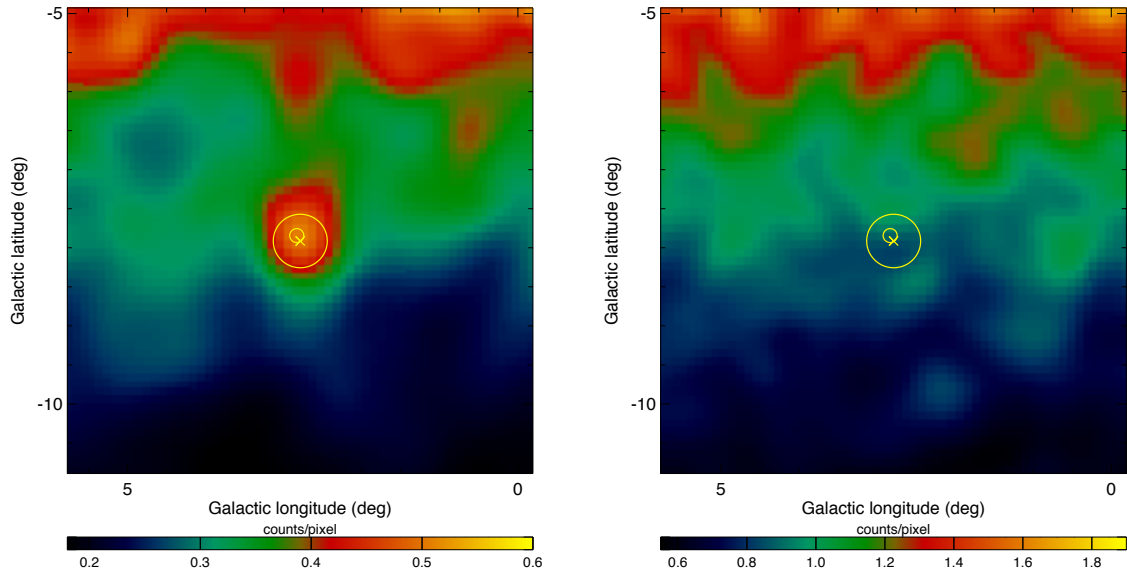 -5
Galactic latitude (deg)
-10
5 0
Galactic longitude (deg)
counts/pixel
0.2 0.3 0.4 0.5 0.6
-5
Galactic latitude (deg)
-10
5 0
Galactic longitude (deg)
counts/pixel
0.6 0.8 1.0 1.2 1.4 1.6 1.8